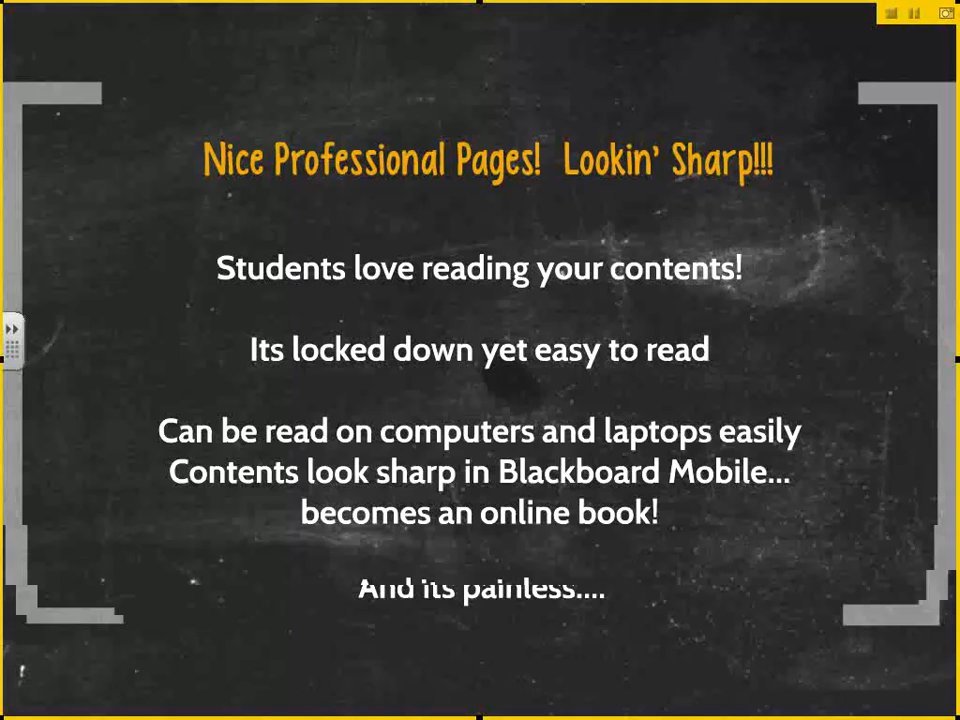 Nice Professional Pages! Lookin' Sharp!!!
Students love reading your contents!
Its locked down yet easy to read
Can be read on computers and laptops easily
Contents look sharp in Blackboard Mobile...
becomes an online book!
And its painless....